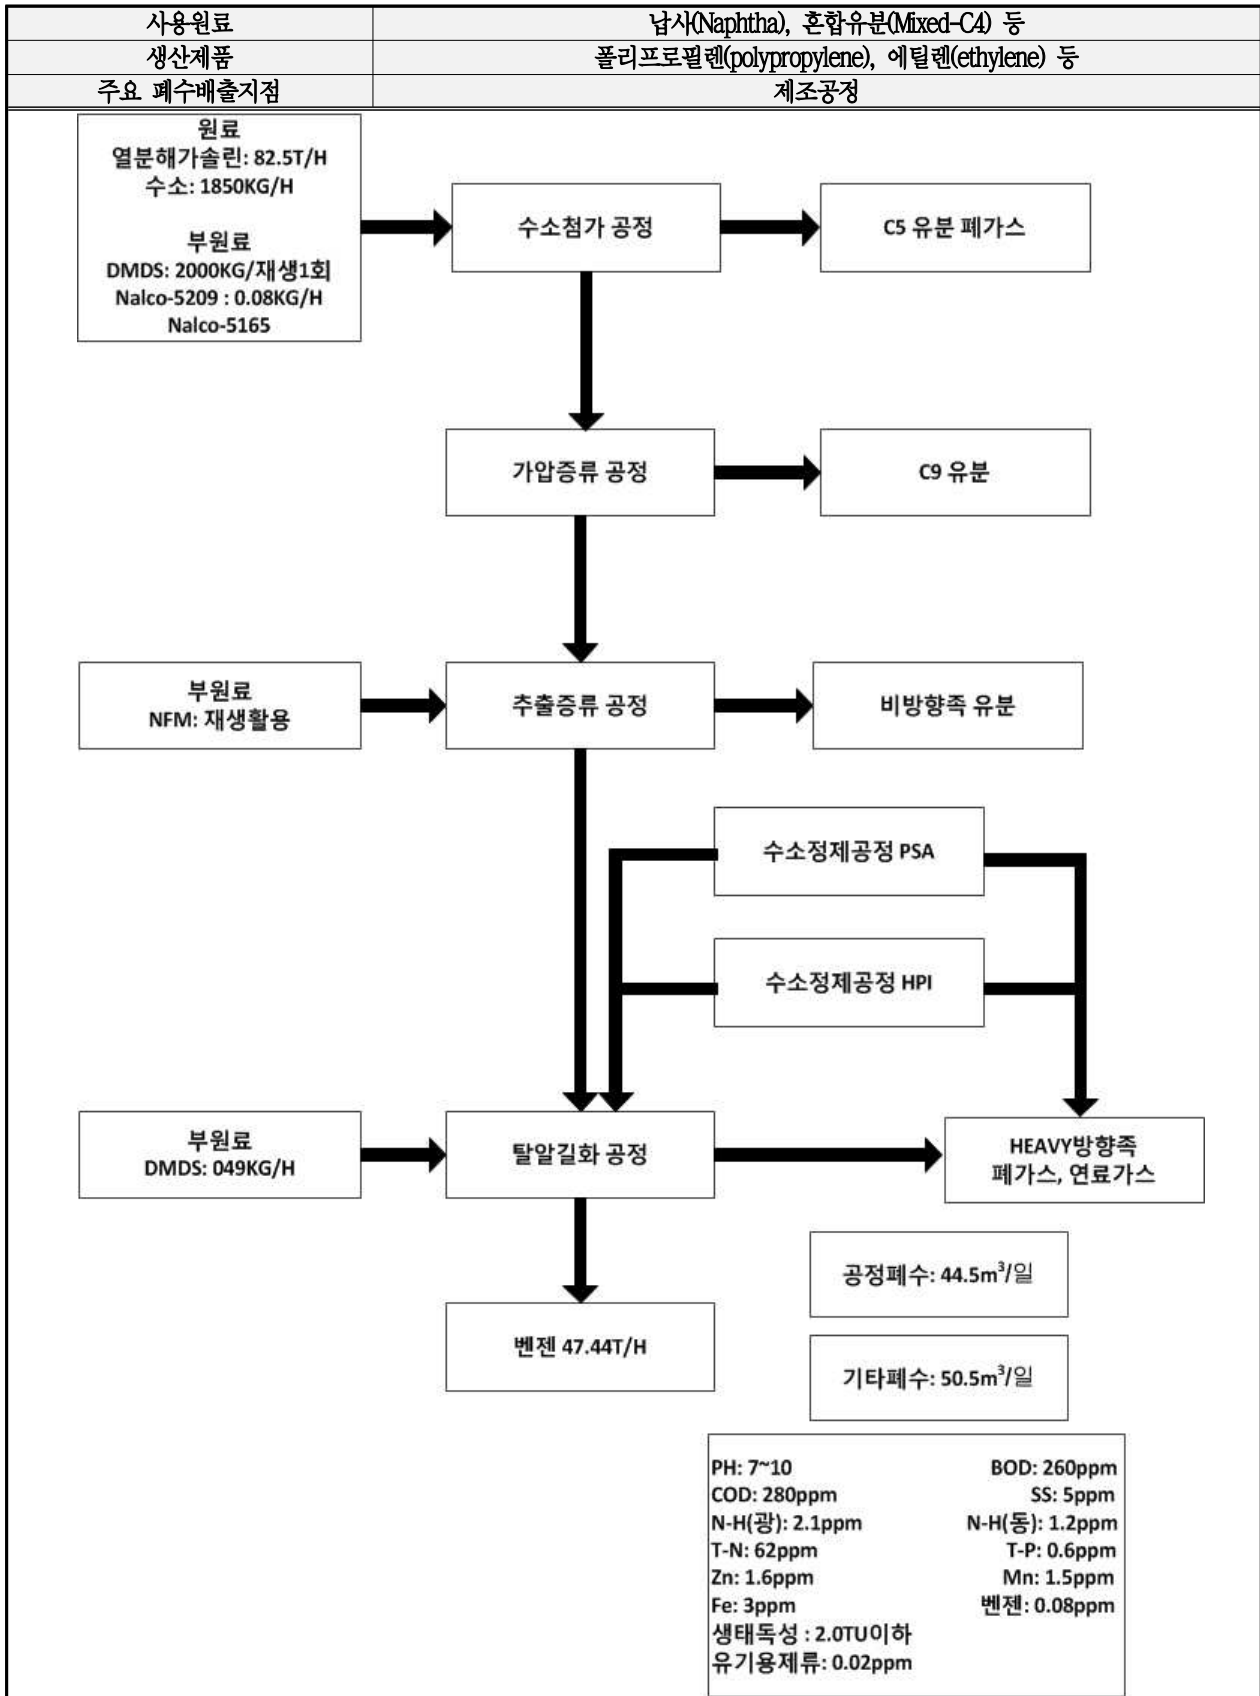 사용원료 납사(Naphtha), 혼합유분(Mixed-C4) 등
생산제품 폴리프로필렌(polypropylene), 에틸렌(ethylene) 등
주요 폐수배출지점 제조공정
원료
열분해가솔린: 82.5T/H
수소: 1850KG/H
부원료
DMDS: 2000KG/재생1회
Nalco-5209 : 0.08KG/H
Nalco-5165
수소첨가 공정
C5 유분 폐가스
가압증류 공정
C9 유분
부원료
NFM: 재생활용
추출증류 공정
비방향족 유분
수소정제공정 PSA
수소정제공정 HPI
부원료
DMDS: 049KG/H
탈알길화 공정
HEAVY방향족
폐가스, 연료가스
공정폐수: 44.5m³/일
벤젠 47.44T/H
기타폐수: 50.5m³/일
PH: 7~10 BOD: 260ppm
COD: 280ppm SS: 5ppm
N-H(광): 2.1ppm N-H(동): 1.2ppm
T-N: 62ppm T-P: 0.6ppm
Zn: 1.6ppm Mn: 1.5ppm
Fe: 3ppm 벤젠: 0.08ppm
생태독성 : 2.0TU이하
유기용제류: 0.02ppm